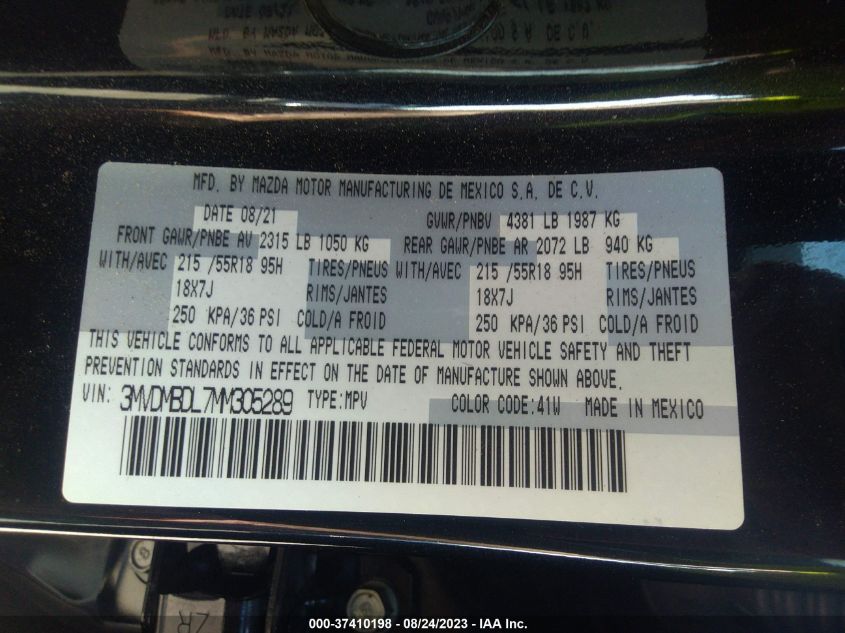 MFD. BY MAZDA MOTOR MANUFACTURING DE MEXICO S.A. DE C.V.
DATE 08/21 GVWR/PNBV 4381 LB 1987 KG
FRONT GAWR/PNBE AV 2315 LB 1050 KG REAR GAWR/PNBE AR 2072 LB 940 KG
WITH/AVEC 215 /55R18 95H TIRES/PNEUS WITH/AVEC 215 /55R18 95H TIRES/PNEUS
18X7J RIMS/JANTES 18X7J RIMS/JANTES
250 KPA/36 PSI COLD/A FROID 250 KPA/36 PSI COLD/A FROID
THIS VEHICLE CONFORMS TO ALL APPLICABLE FEDERAL MOTOR VEHICLE SAFETY AND THEFT
PREVENTION STANDARDS IN EFFECT ON THE DATE OF MANUFACTURE SHOWN ABOVE.
VIN: 3MVDMBDL7MM305289 TYPE:MPV COLOR CODE:41W MADE IN MEXICO
000-37410198 - 08/24/2023 - IAA Inc.